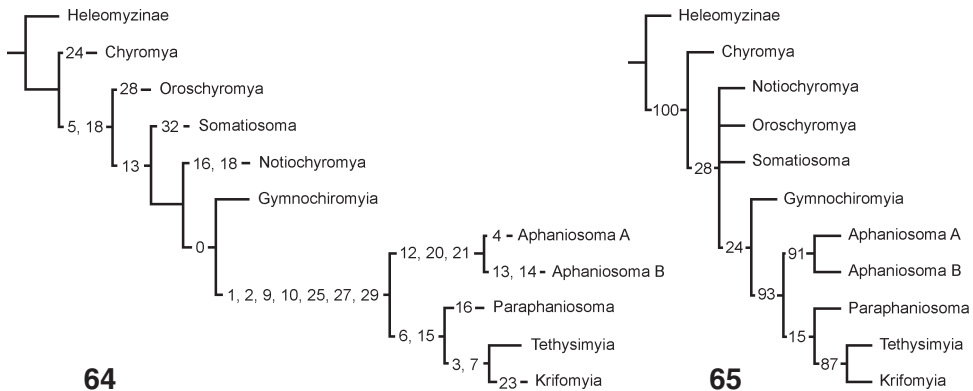 Heleomyzinae
24 Chyromya
5, 18
28 Oroschyromya
13
32 Somatiosoma
16, 18 Notiochyromya
0
Gymnochiromyia
1, 2, 9, 10, 25, 27, 29
12, 20, 21
4 Aphaniosoma A
13, 14 Aphaniosoma B
6, 15
16 Paraphaniosoma
3, 7
Tethysimyia
23 Krifomyia
64
Heleomyzinae
100
Chyromya
28
Notiochyromya
Oroschyromya
Somatiosoma
24
Gymnochiromyia
93
91
Aphaniosoma A
Aphaniosoma B
15
Paraphaniosoma
87
Tethysimyia
Krifomyia
65